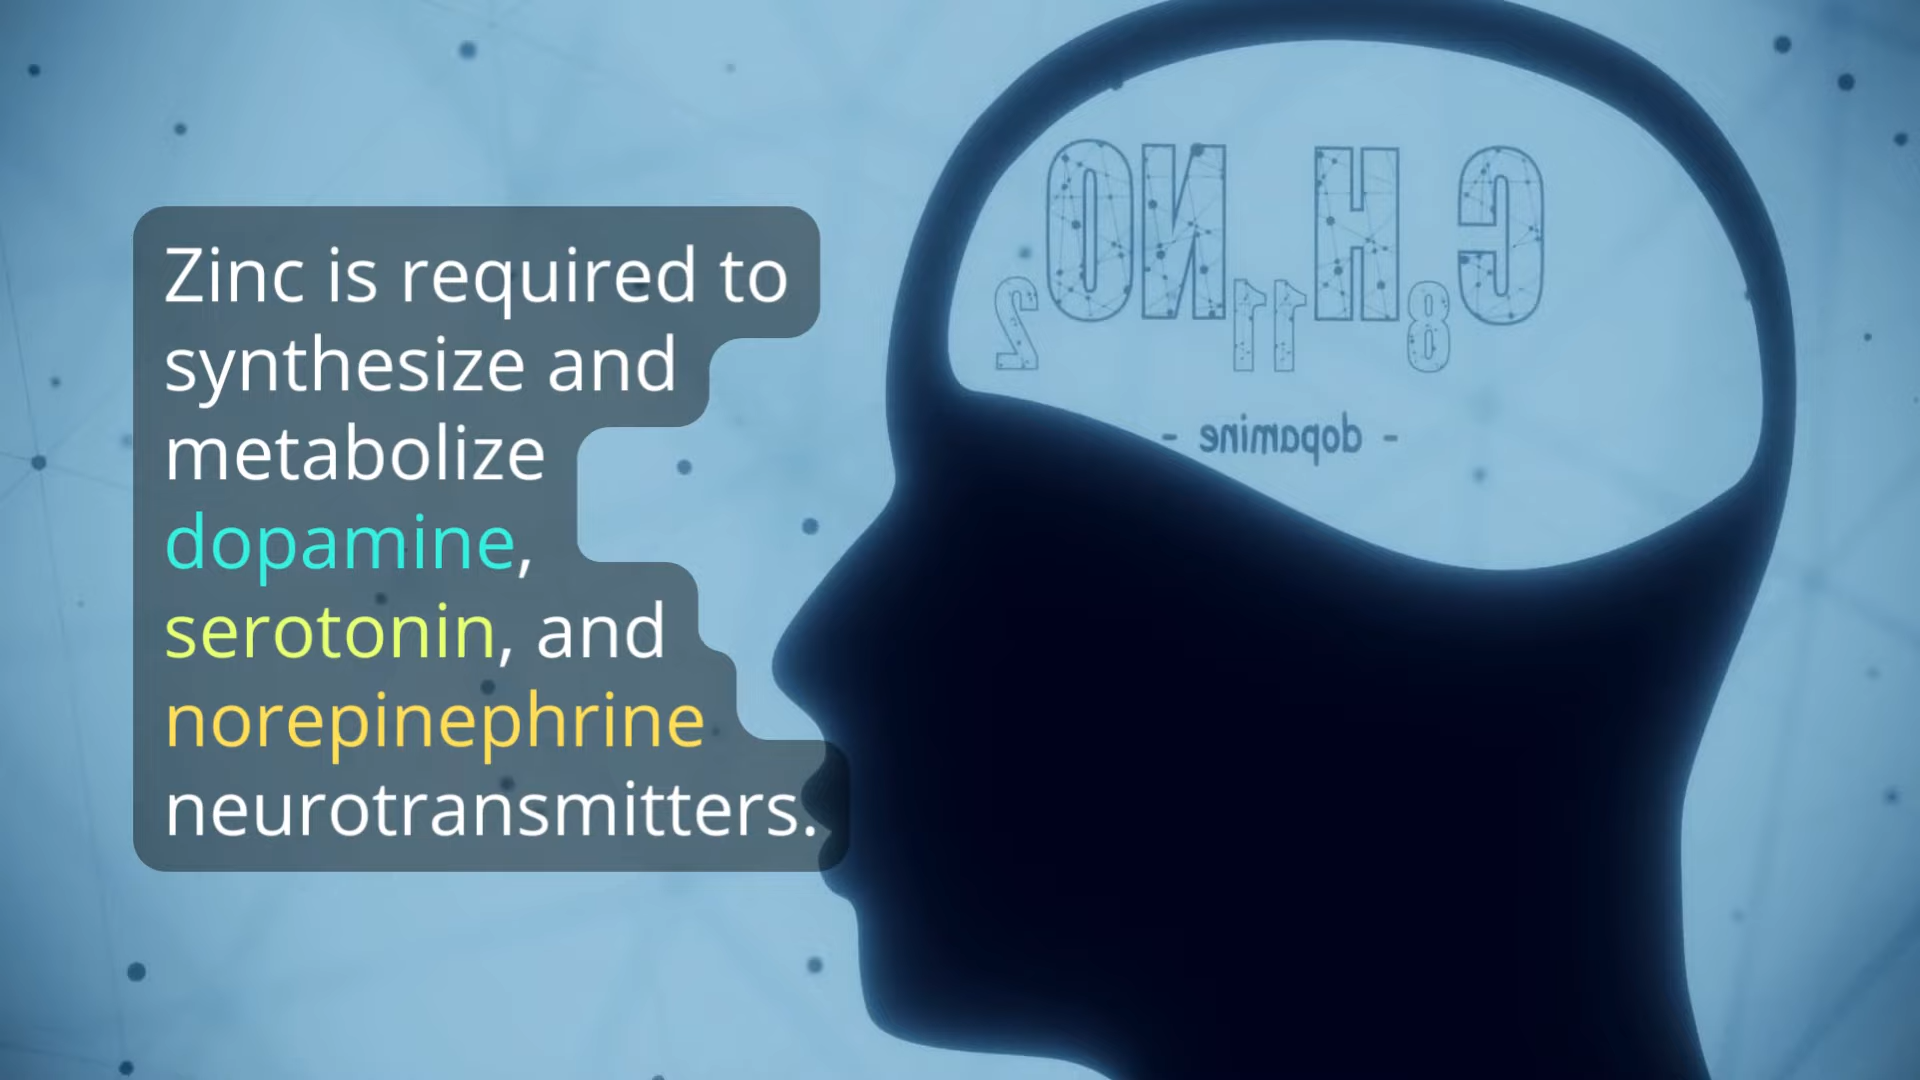 Zinc is required to
synthesize and
metabolize
dopamine,
serotonin, and
norepinephrine
neurotransmitters.
C8H11NO2
- dopamine -